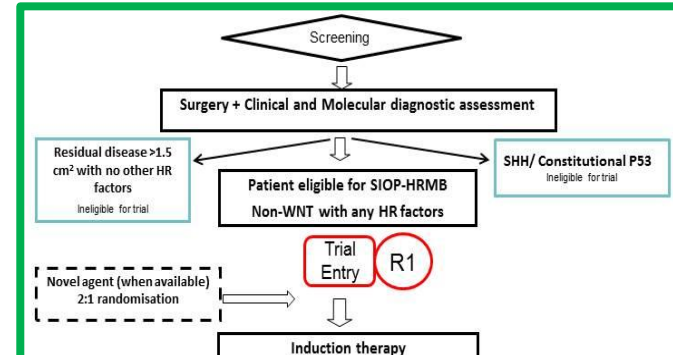 Screening
Surgery + Clinical and Molecular diagnostic assessment
Residual disease >1.5
cm² with no other HR
factors
Ineligible for trial
Patient eligible for SIOP-HRMB
Non-WNT with any HR factors
SHH/ Constitutional P53
Ineligible for trial
Trial
Entry
R1
Novel agent (when available)
2:1 randomisation
Induction therapy